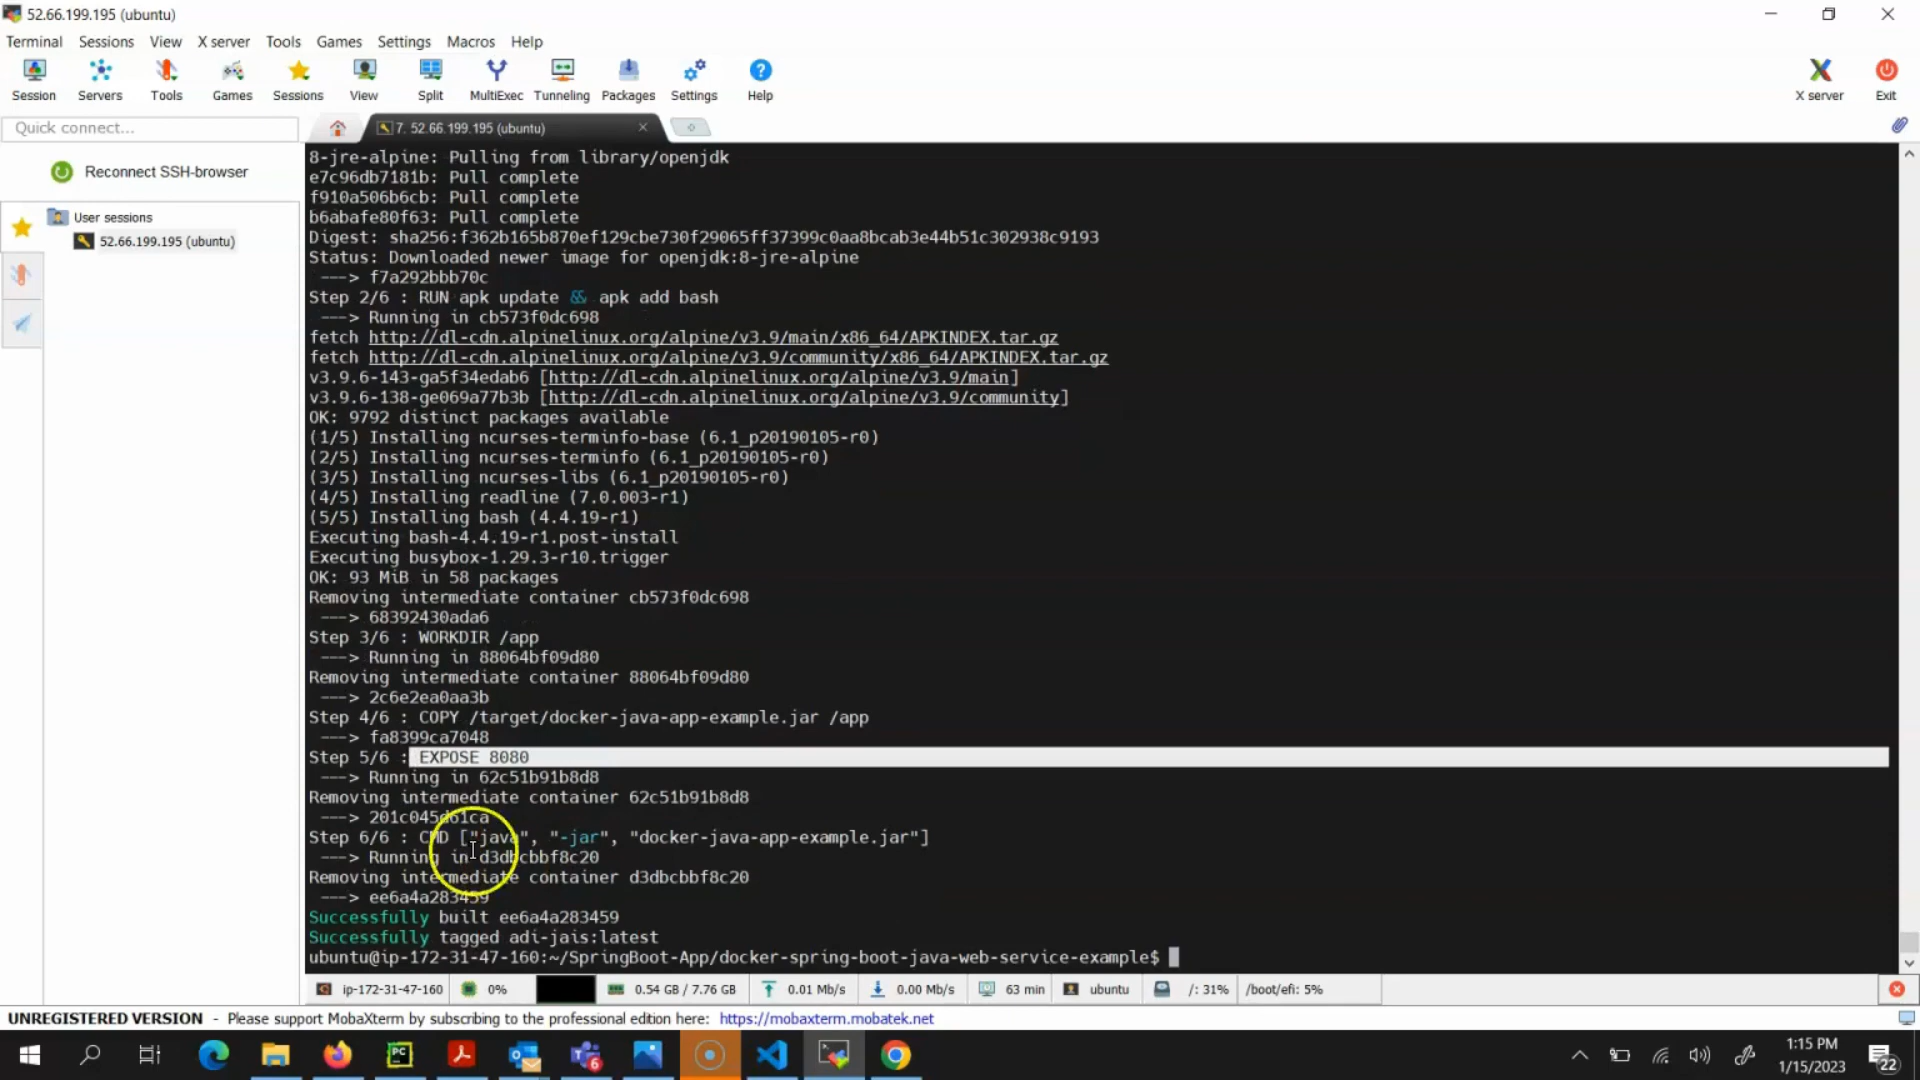 52.66.199.195 (ubuntu)
Terminal Sessions View X server Tools Games Settings Macros Help
Session Servers Tools Games Sessions View Split MultiExec Tunneling Packages Settings Help X server Exit
Quick connect...
7. 52.66.199.195 (ubuntu)
Reconnect SSH-browser
User sessions
52.66.199.195 (ubuntu)
8-jre-alpine: Pulling from library/openjdk
e7c96db7181b: Pull complete
f910a506b6cb: Pull complete
b6abafe80f63: Pull complete
Digest: sha256:f362b165b870ef129cbe730f29065ff37399c0aa8bcab3e44b51c302938c9193
Status: Downloaded newer image for openjdk:8-jre-alpine
---> f7a292bbb70c
Step 2/6 : RUN apk update && apk add bash
---> Running in cb573f0dc698
fetch http://dl-cdn.alpinelinux.org/alpine/v3.9/main/x86_64/APKINDEX.tar.gz
fetch http://dl-cdn.alpinelinux.org/alpine/v3.9/community/x86_64/APKINDEX.tar.gz
v3.9.6-143-ga5f34edab6 [http://dl-cdn.alpinelinux.org/alpine/v3.9/main]
v3.9.6-138-ge069a77b3b [http://dl-cdn.alpinelinux.org/alpine/v3.9/community]
OK: 9792 distinct packages available
(1/5) Installing ncurses-terminfo-base (6.1_p20190105-r0)
(2/5) Installing ncurses-terminfo (6.1_p20190105-r0)
(3/5) Installing ncurses-libs (6.1_p20190105-r0)
(4/5) Installing readline (7.0.003-r1)
(5/5) Installing bash (4.4.19-r1)
Executing bash-4.4.19-r1.post-install
Executing busybox-1.29.3-r10.trigger
OK: 93 MiB in 58 packages
Removing intermediate container cb573f0dc698
---> 68392430ada6
Step 3/6 : WORKDIR /app
---> Running in 88064bf09d80
Removing intermediate container 88064bf09d80
---> 2c6e2ea0aa3b
Step 4/6 : COPY /target/docker-java-app-example.jar /app
---> fa8399ca7048
Step 5/6 : EXPOSE 8080
---> Running in 62c51b91b8d8
Removing intermediate container 62c51b91b8d8
---> 201c045d61ca
Step 6/6 : CMD ["java", "-jar", "docker-java-app-example.jar"]
---> Running in d3dbcbbf8c20
Removing intermediate container d3dbcbbf8c20
---> ee6a4a283459
Successfully built ee6a4a283459
Successfully tagged adi-jais:latest
ubuntu@ip-172-31-47-160:~/SpringBoot-App/docker-spring-boot-java-web-service-example$
ip-172-31-47-160 0% 0.54 GB / 7.76 GB 0.01 Mb/s 0.00 Mb/s 63 min ubuntu /: 31% /boot/efi: 5%
UNREGISTERED VERSION - Please support MobaXterm by subscribing to the professional edition here: https://mobaxterm.mobatek.net
1:15 PM
1/15/2023
22